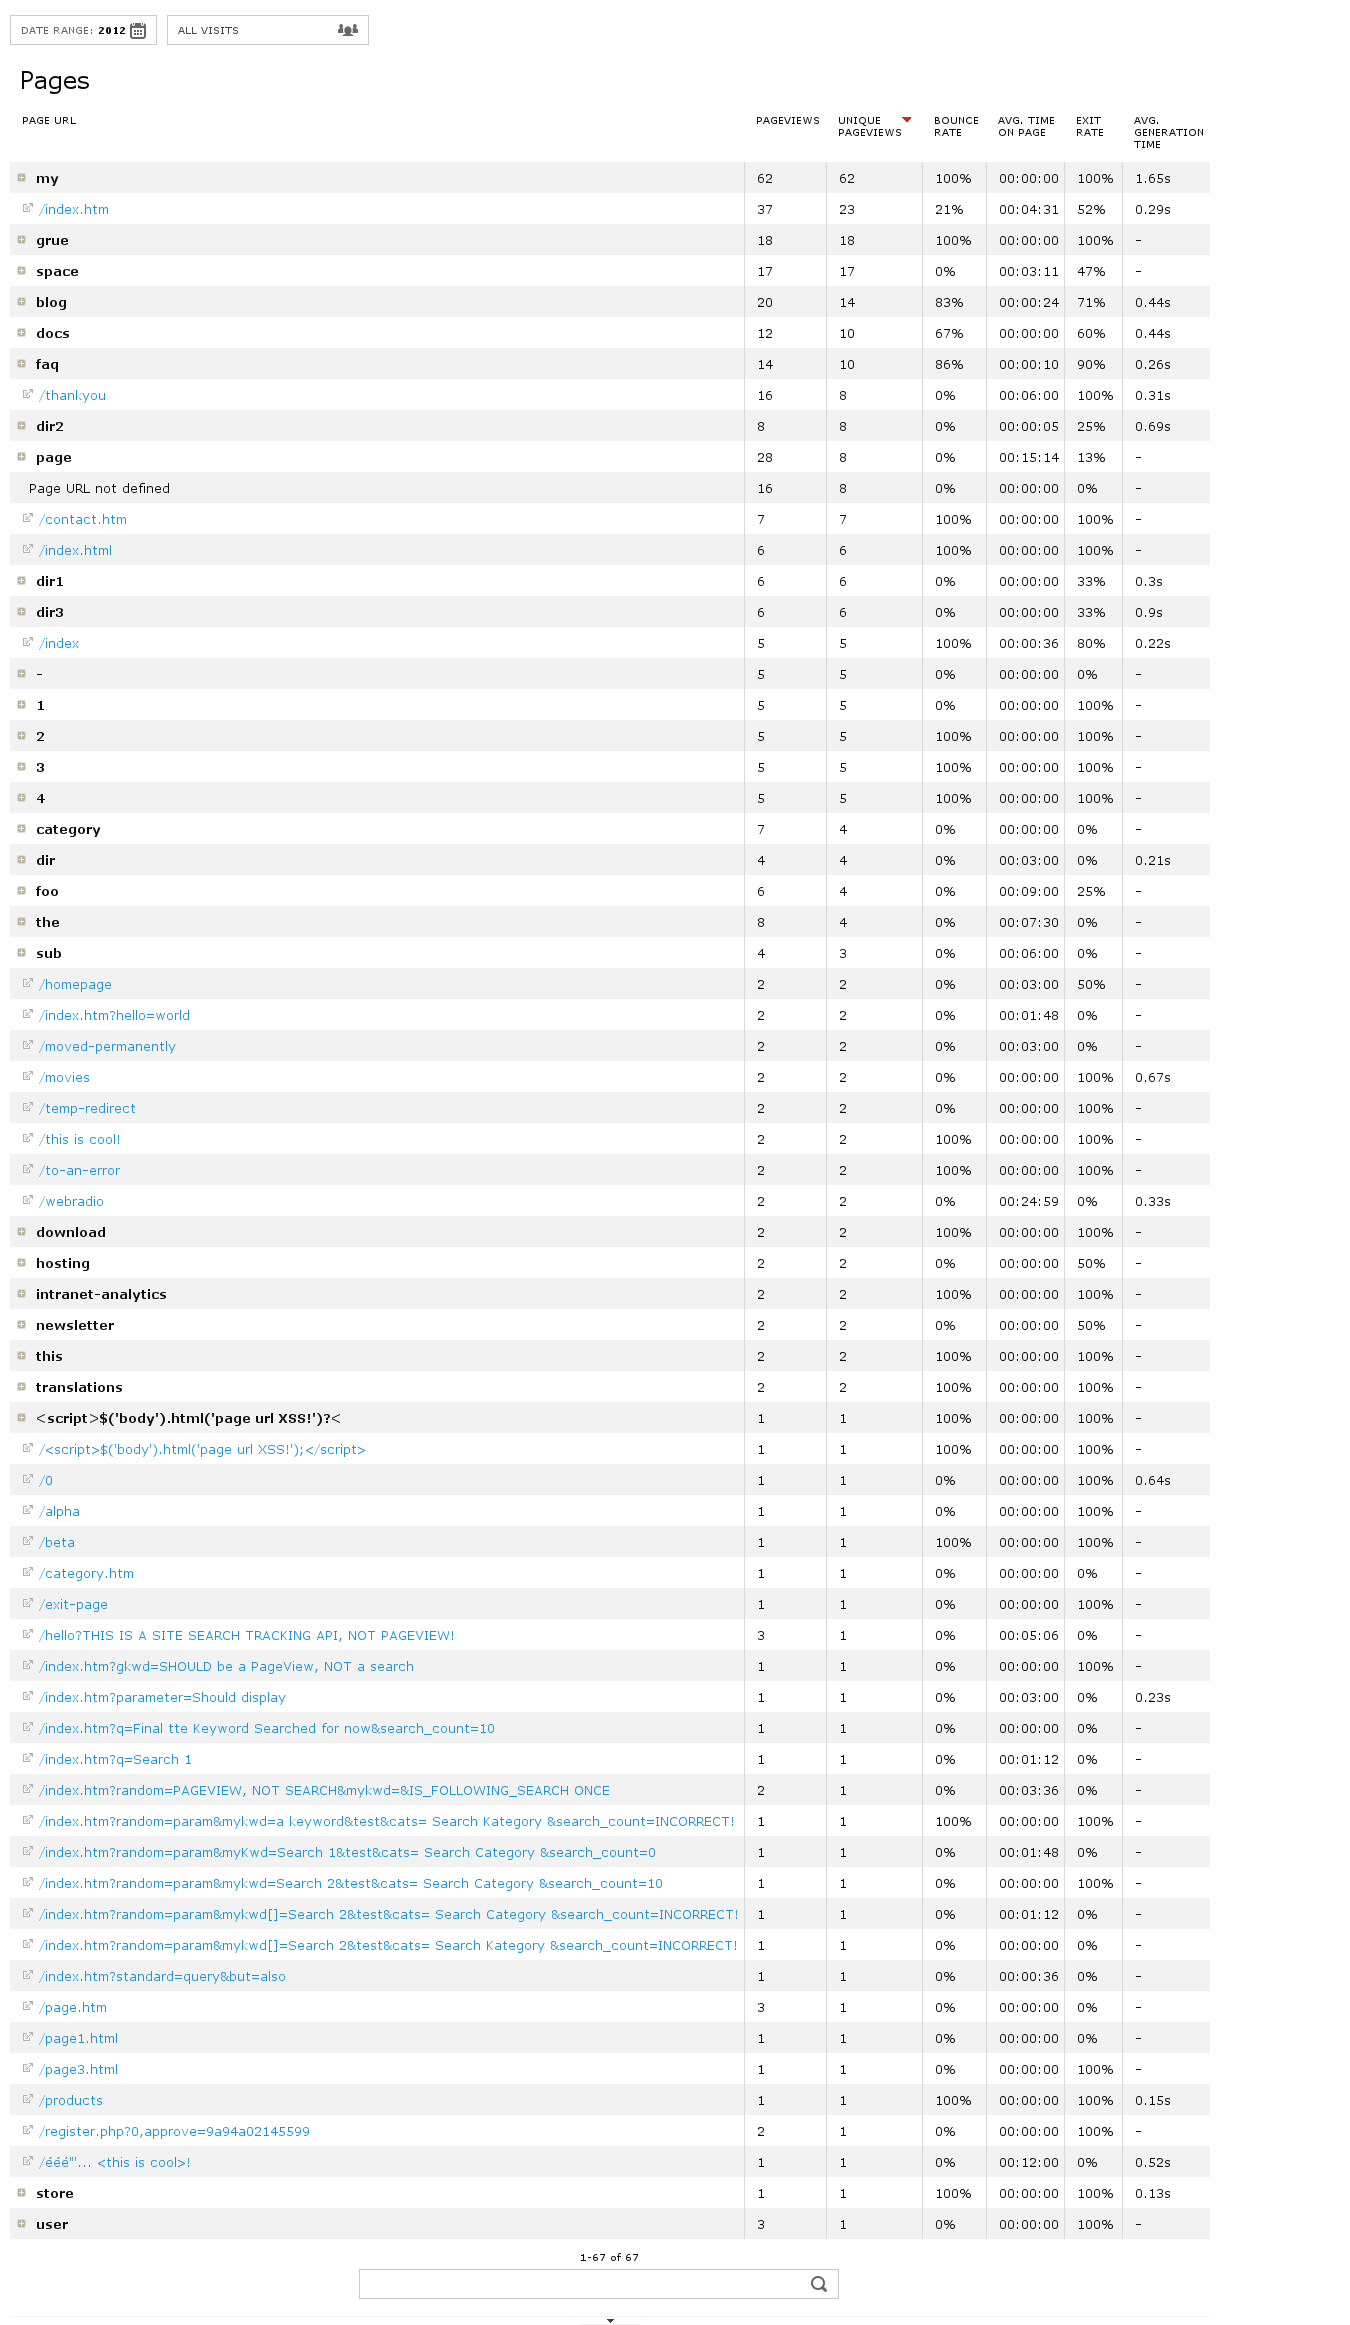 DATE RANGE: 2012 ALL VISITS
Pages
PAGE URL PAGEVIEWS UNIQUE PAGEVIEWS BOUNCE RATE AVG. TIME ON PAGE EXIT RATE AVG. GENERATION TIME
my 62 62 100% 00:00:00 100% 1.65s
/index.htm 37 23 21% 00:04:31 52% 0.29s
grue 18 18 100% 00:00:00 100% -
space 17 17 0% 00:03:11 47% -
blog 20 14 83% 00:00:24 71% 0.44s
docs 12 10 67% 00:00:00 60% 0.44s
faq 14 10 86% 00:00:10 90% 0.26s
/thankyou 16 8 0% 00:06:00 100% 0.31s
dir2 8 8 0% 00:00:05 25% 0.69s
page 28 8 0% 00:15:14 13% -
Page URL not defined 16 8 0% 00:00:00 0% -
/contact.htm 7 7 100% 00:00:00 100% -
/index.html 6 6 100% 00:00:00 100% -
dir1 6 6 0% 00:00:00 33% 0.3s
dir3 6 6 0% 00:00:00 33% 0.9s
/index 5 5 100% 00:00:36 80% 0.22s
- 5 5 0% 00:00:00 0% -
1 5 5 0% 00:00:00 100% -
2 5 5 100% 00:00:00 100% -
3 5 5 100% 00:00:00 100% -
4 5 5 100% 00:00:00 100% -
category 7 4 0% 00:00:00 0% -
dir 4 4 0% 00:03:00 0% 0.21s
foo 6 4 0% 00:09:00 25% -
the 8 4 0% 00:07:30 0% -
sub 4 3 0% 00:06:00 0% -
/homepage 2 2 0% 00:03:00 50% -
/index.htm?hello=world 2 2 0% 00:01:48 0% -
/moved-permanently 2 2 0% 00:03:00 0% -
/movies 2 2 0% 00:00:00 100% 0.67s
/temp-redirect 2 2 0% 00:00:00 100% -
/this is cool! 2 2 100% 00:00:00 100% -
/to-an-error 2 2 100% 00:00:00 100% -
/webradio 2 2 0% 00:24:59 0% 0.33s
download 2 2 100% 00:00:00 100% -
hosting 2 2 0% 00:00:00 50% -
intranet-analytics 2 2 100% 00:00:00 100% -
newsletter 2 2 0% 00:00:00 50% -
this 2 2 100% 00:00:00 100% -
translations 2 2 100% 00:00:00 100% -
<script>$('body').html('page url XSS!')?< 1 1 100% 00:00:00 100% -
/<script>$('body').html('page url XSS!');</script> 1 1 100% 00:00:00 100% -
/0 1 1 0% 00:00:00 100% 0.64s
/alpha 1 1 0% 00:00:00 100% -
/beta 1 1 100% 00:00:00 100% -
/category.htm 1 1 0% 00:00:00 0% -
/exit-page 1 1 0% 00:00:00 100% -
/hello?THIS IS A SITE SEARCH TRACKING API, NOT PAGEVIEW! 3 1 0% 00:05:06 0% -
/index.htm?gkwd=SHOULD be a PageView, NOT a search 1 1 0% 00:00:00 100% -
/index.htm?parameter=Should display 1 1 0% 00:03:00 0% 0.23s
/index.htm?q=Final tte Keyword Searched for now&search_count=10 1 1 0% 00:00:00 0% -
/index.htm?q=Search 1 1 1 0% 00:01:12 0% -
/index.htm?random=PAGEVIEW, NOT SEARCH&mykwd=&IS_FOLLOWING_SEARCH ONCE 2 1 0% 00:03:36 0% -
/index.htm?random=param&mykwd=a keyword&test&cats= Search Kategory &search_count=INCORRECT! 1 1 100% 00:00:00 100% -
/index.htm?random=param&myKwd=Search 1&test&cats= Search Category &search_count=0 1 1 0% 00:01:48 0% -
/index.htm?random=param&mykwd=Search 2&test&cats= Search Category &search_count=10 1 1 0% 00:00:00 100% -
/index.htm?random=param&mykwd[]=Search 2&test&cats= Search Category &search_count=INCORRECT! 1 1 0% 00:01:12 0% -
/index.htm?random=param&mykwd[]=Search 2&test&cats= Search Kategory &search_count=INCORRECT! 1 1 0% 00:00:00 0% -
/index.htm?standard=query&but=also 1 1 0% 00:00:36 0% -
/page.htm 3 1 0% 00:00:00 0% -
/page1.html 1 1 0% 00:00:00 0% -
/page3.html 1 1 0% 00:00:00 100% -
/products 1 1 100% 00:00:00 100% 0.15s
/register.php?0,approve=9a94a02145599 2 1 0% 00:00:00 100% -
/ééé"'... <this is cool>! 1 1 0% 00:12:00 0% 0.52s
store 1 1 100% 00:00:00 100% 0.13s
user 3 1 0% 00:00:00 100% -
1-67 of 67